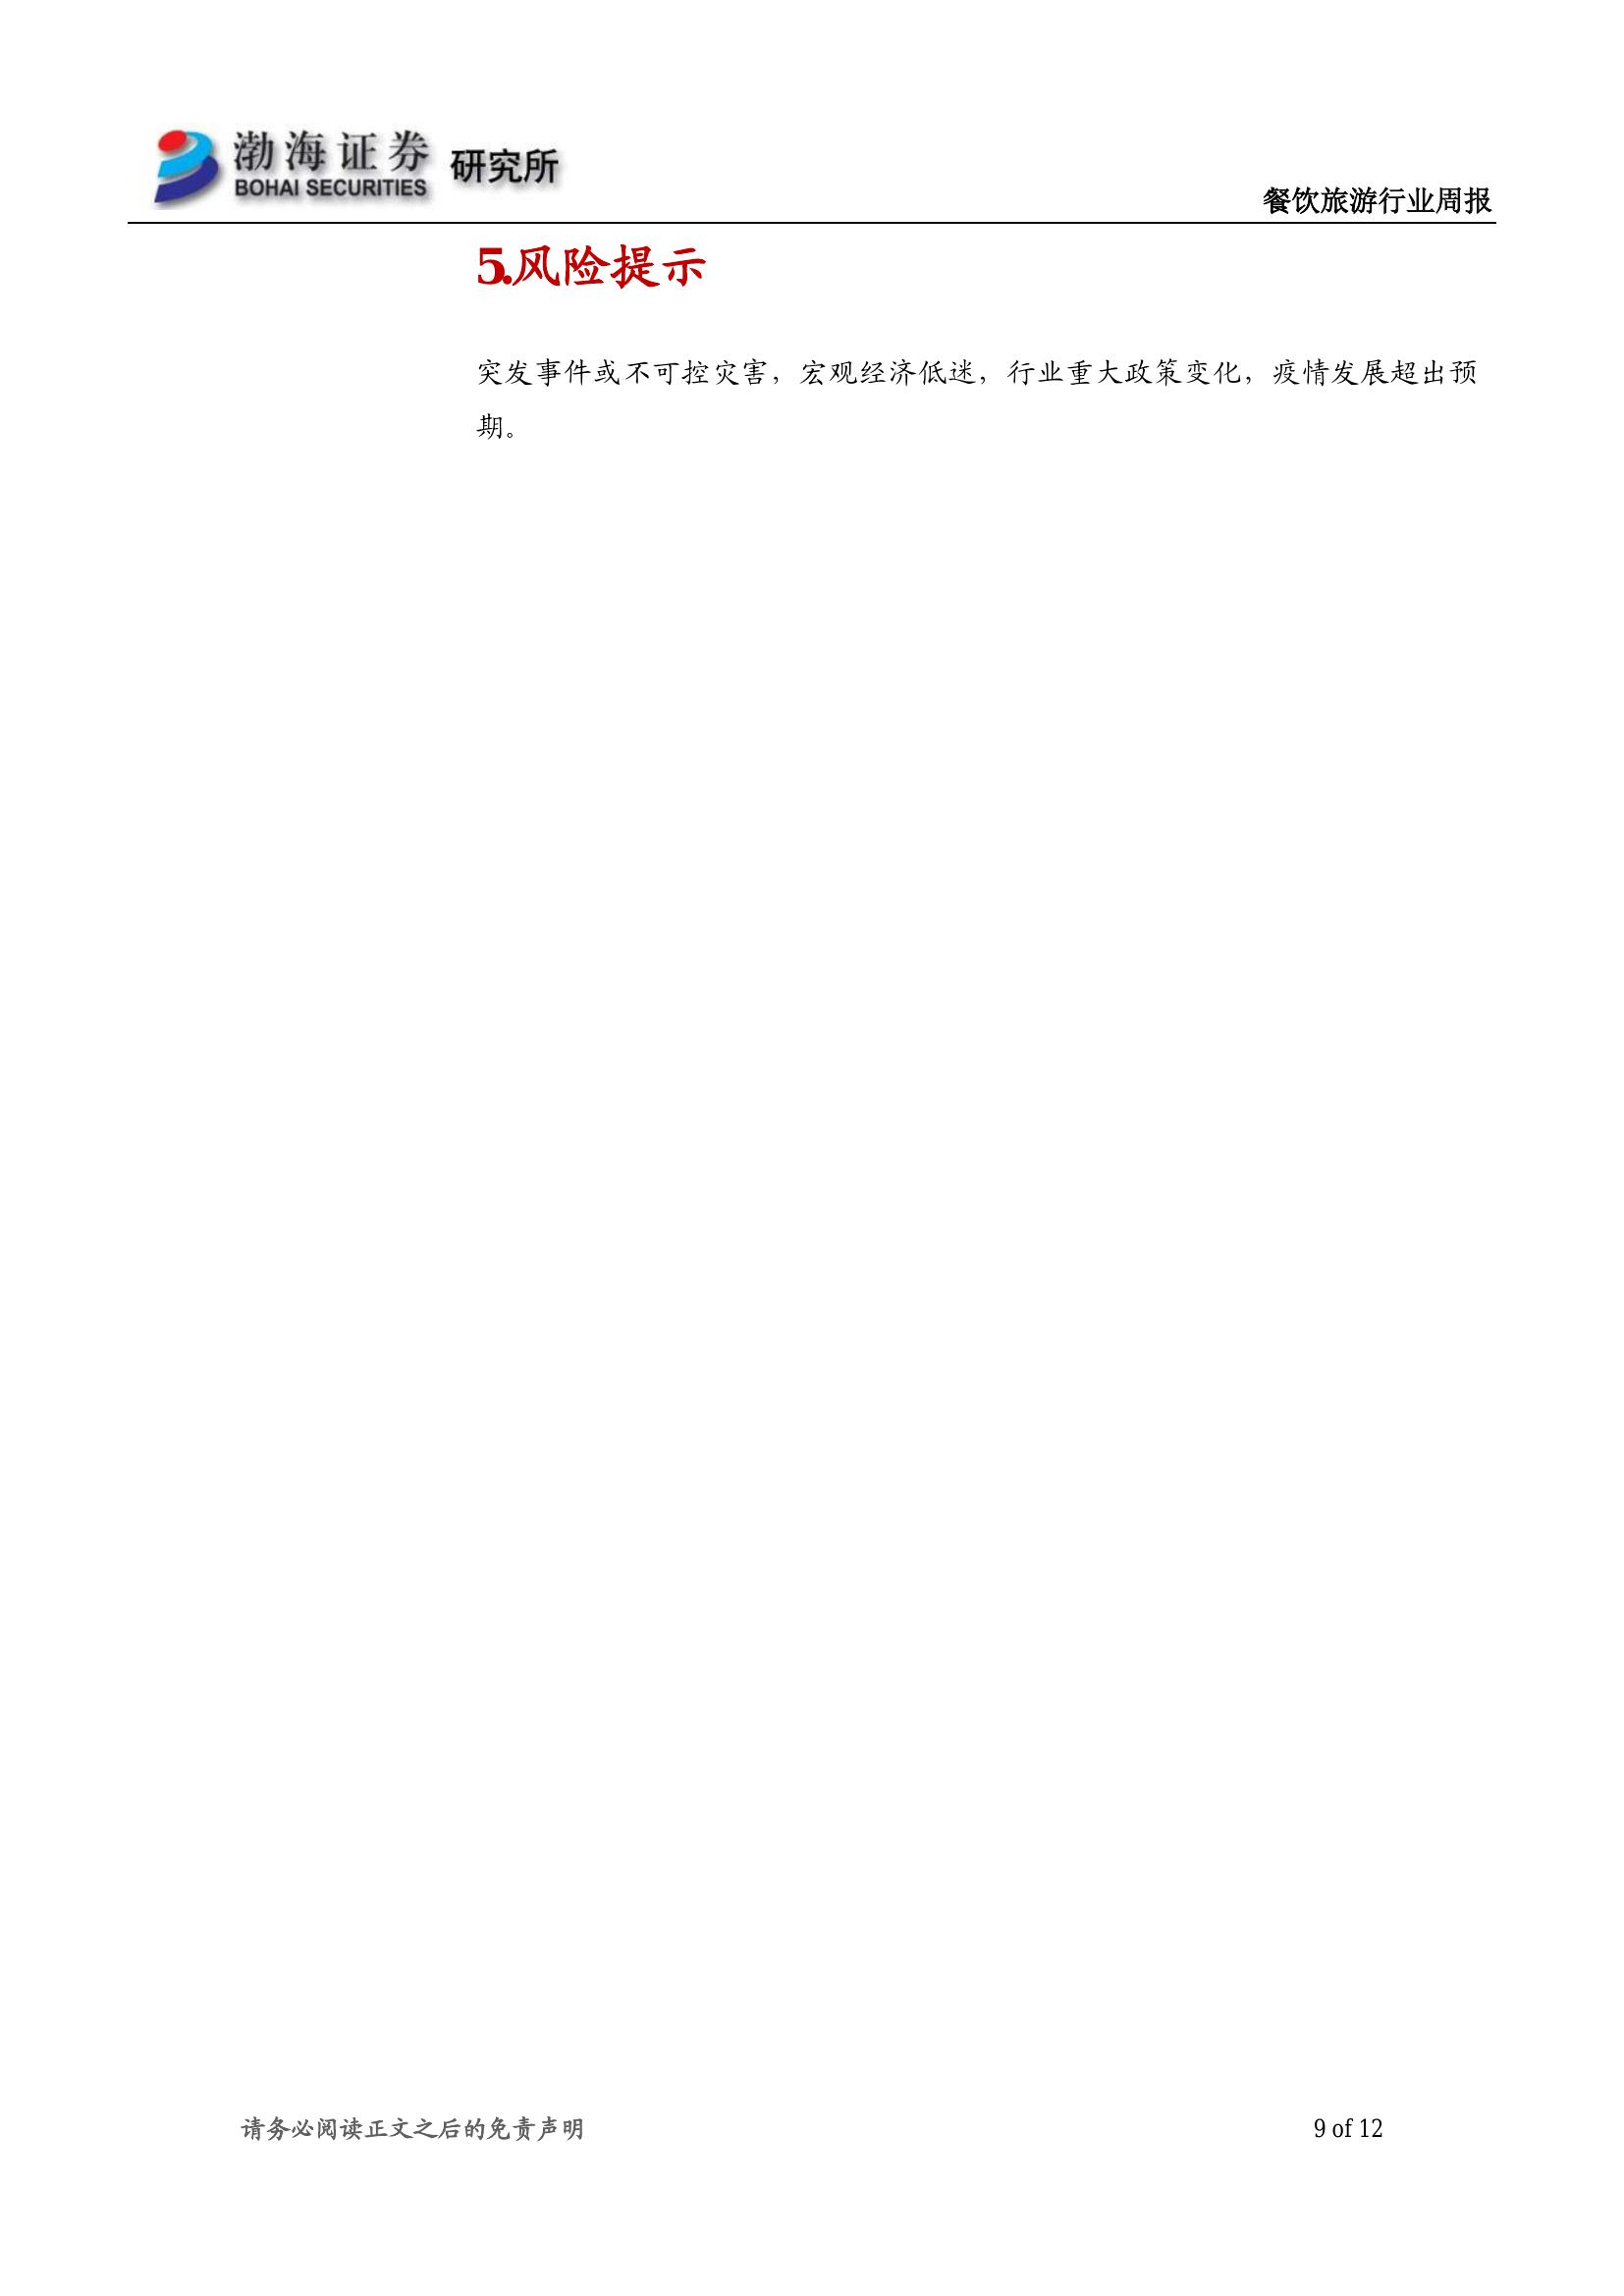 渤海证券 研究所
BOHAI SECURITIES
餐饮旅游行业周报
5.风险提示
突发事件或不可控灾害，宏观经济低迷，行业重大政策变化，疫情发展超出预
期。
请务必阅读正文之后的免责声明 9 of 12